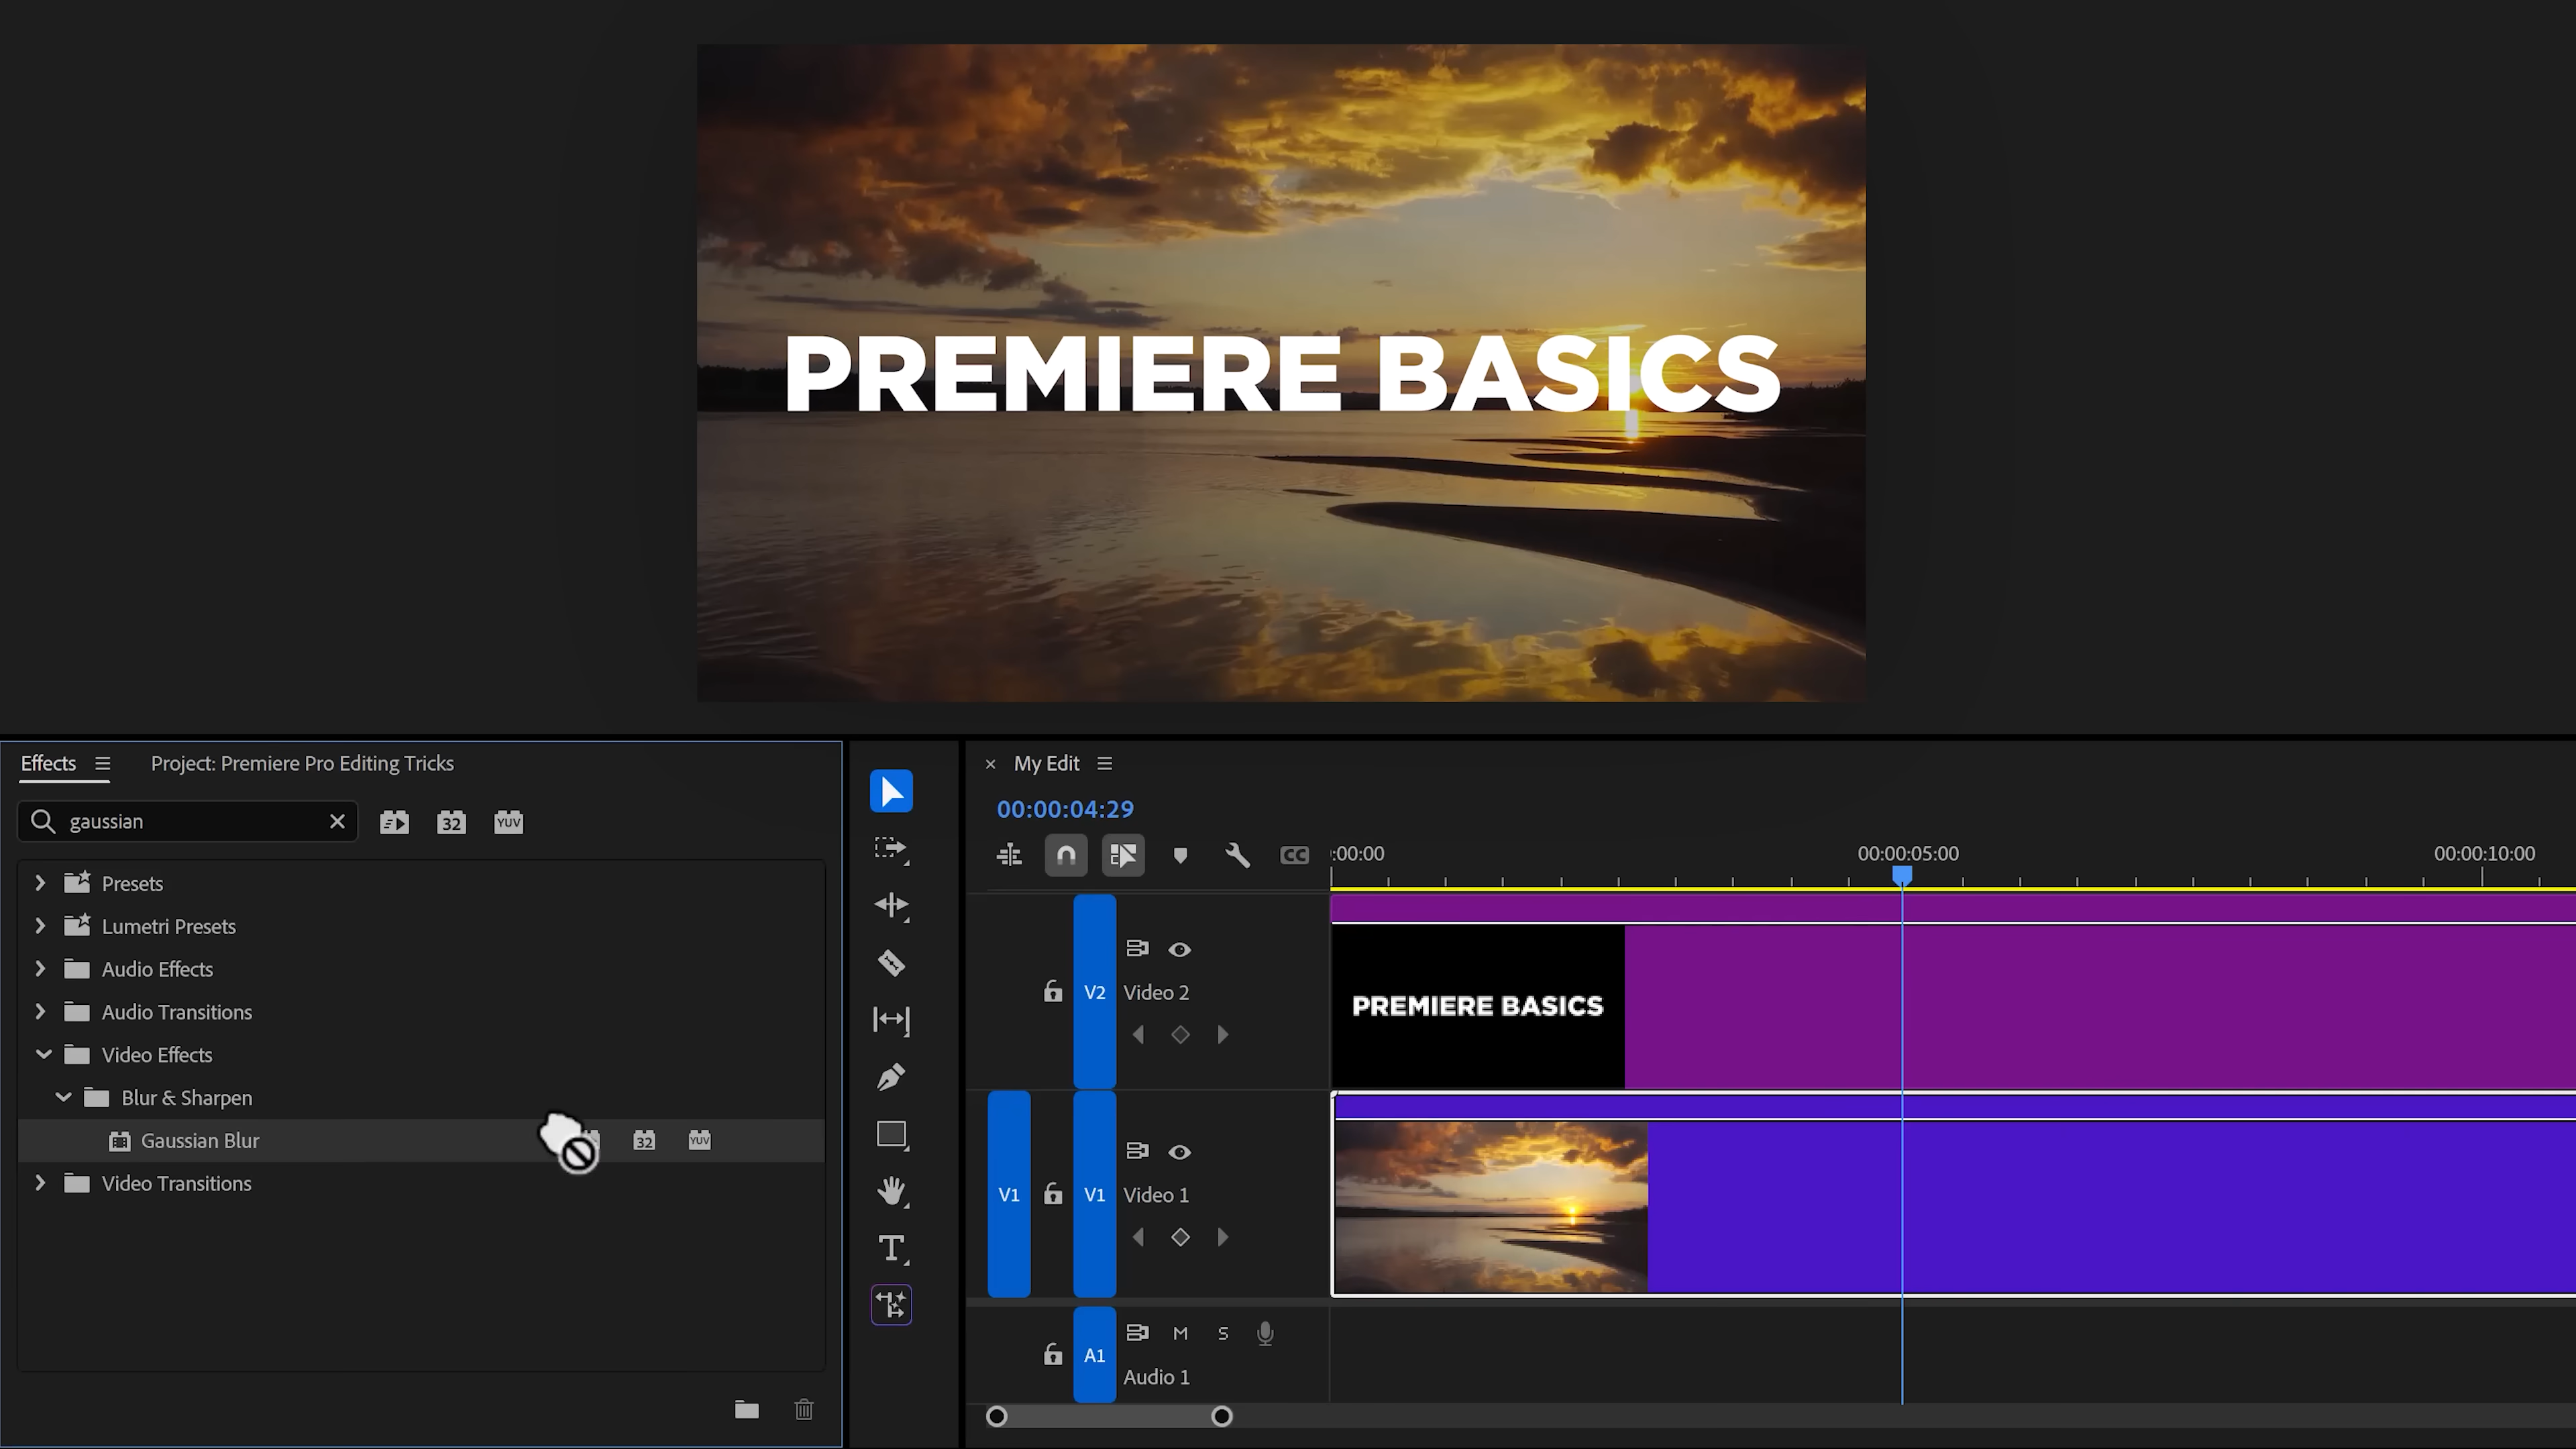 PREMIERE BASICS
Effects
Project: Premiere Pro Editing Tricks
gaussian
32
YUV
Presets
Lumetri Presets
Audio Effects
Audio Transitions
Video Effects
Blur & Sharpen
Gaussian Blur
32
YUV
Video Transitions
T
My Edit
00:00:04:29
CC
:00:00
00:00:05:00
00:00:10:00
V2
Video 2
PREMIERE BASICS
V1
V1
Video 1
A1
M
S
Audio 1